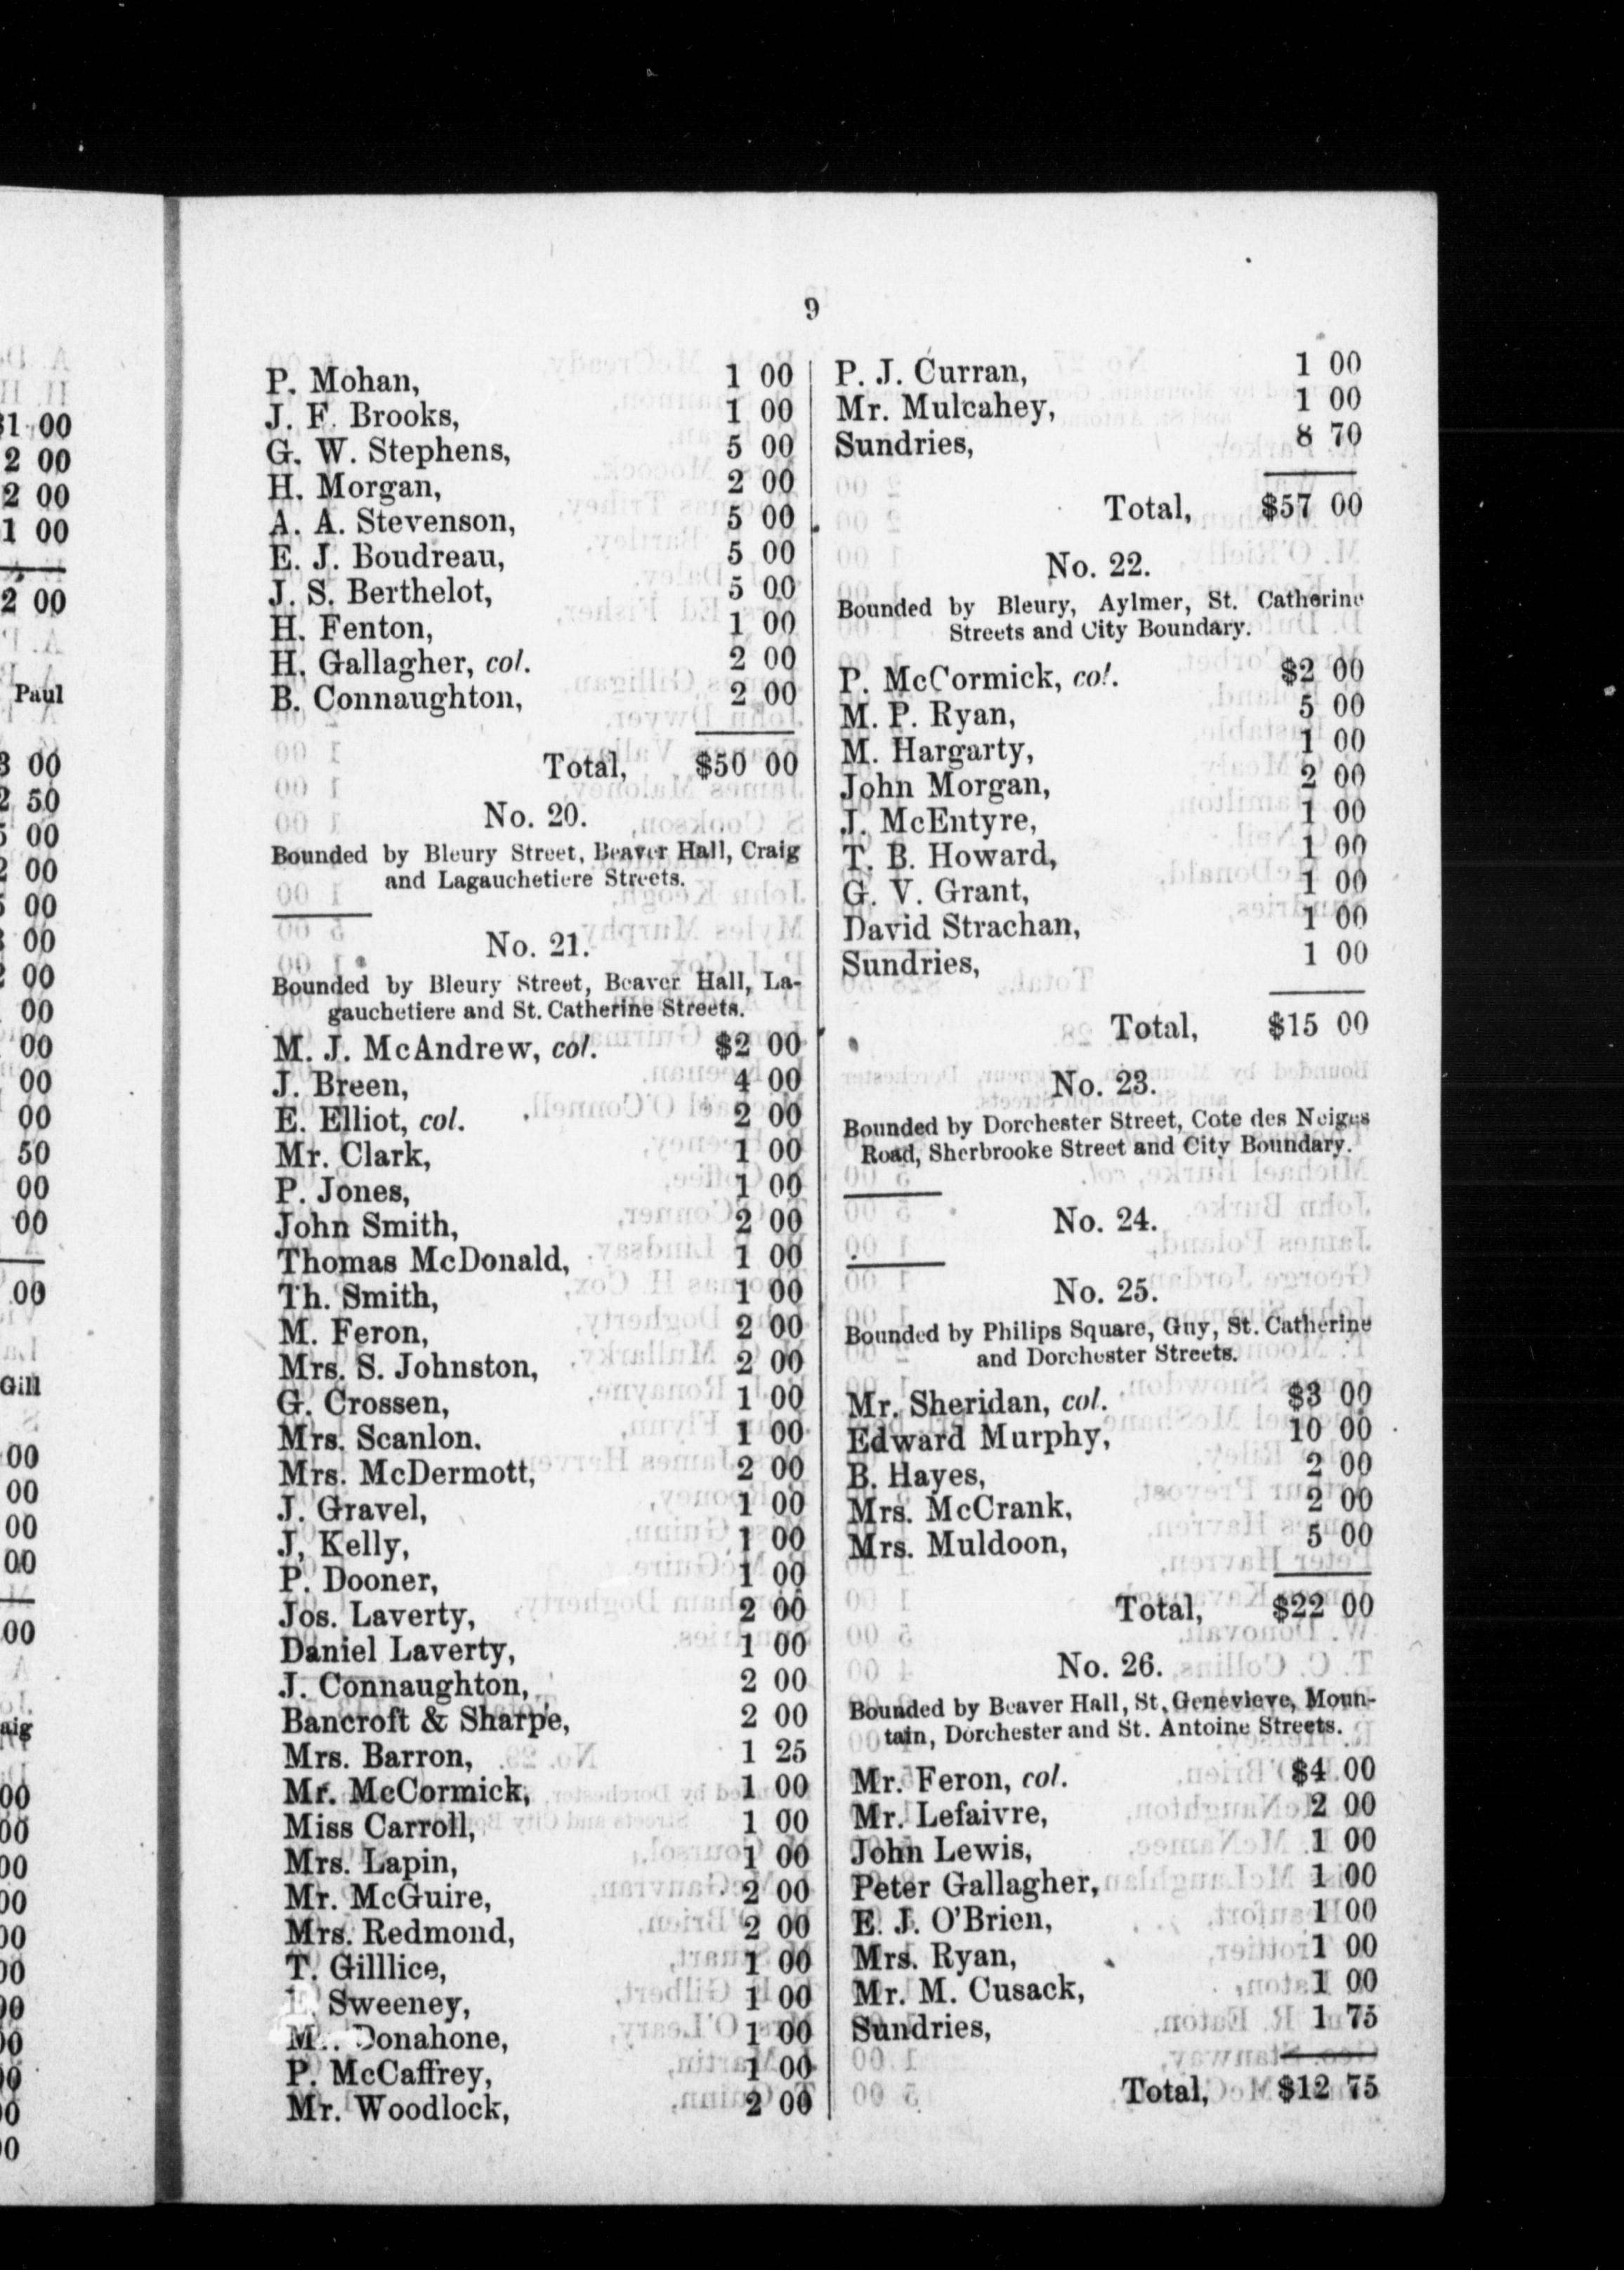 9
P. Mohan, 1 00
J. F. Brooks, 1 00
G. W. Stephens, 5 00
H. Morgan, 2 00
A. A. Stevenson, 5 00
E. J. Boudreau, 5 00
J. S. Berthelot, 5 00
H. Fenton, 1 00
H. Gallagher, col. 2 00
B. Connaughton, 2 00
Total, $50 00
No. 20.
Bounded by Bleury Street, Beaver Hall, Craig
and Lagauchetiere Streets.
No. 21.
Bounded by Bleury Street, Beaver Hall, La-
gauchetiere and St. Catherine Streets.
M. J. McAndrew, col. $2 00
J. Breen, 4 00
E. Elliot, col. 2 00
Mr. Clark, 1 00
P. Jones, 1 00
John Smith, 2 00
Thomas McDonald, 1 00
Th. Smith, 1 00
M. Feron, 2 00
Mrs. S. Johnston, 2 00
G. Crossen, 1 00
Mrs. Scanlon. 1 00
Mrs. McDermott, 2 00
J. Gravel, 1 00
J, Kelly, 1 00
P. Dooner, 1 00
Jos. Laverty, 2 00
Daniel Laverty, 1 00
J. Connaughton, 2 00
Bancroft & Sharpe, 2 00
Mrs. Barron, 1 25
Mr. McCormick, 1 00
Miss Carroll, 1 00
Mrs. Lapin, 1 00
Mr. McGuire, 2 00
Mrs. Redmond, 2 00
T. Gilllice, 1 00
Sweeney, 1 00
Donahone, 1 00
P. McCaffrey, 1 00
Mr. Woodlock, 2 00
P. J. Curran, 1 00
Mr. Mulcahey, 1 00
Sundries, 8 70
Total, $57 00
No. 22.
Bounded by Bleury, Aylmer, St. Catherine
Streets and City Boundary.
P. McCormick, col. $2 00
M. P. Ryan, 5 00
M. Hargarty, 1 00
John Morgan, 2 00
J. McEntyre, 1 00
T. B. Howard, 1 00
G. V. Grant, 1 00
David Strachan, 1 00
Sundries, 1 00
Total, $15 00
No. 23.
Bounded by Dorchester Street, Cote des Neiges
Road, Sherbrooke Street and City Boundary.
No. 24.
No. 25.
Bounded by Philips Square, Guy, St. Catherine
and Dorchester Streets.
Mr. Sheridan, col. $3 00
Edward Murphy, 10 00
B. Hayes, 2 00
Mrs. McCrank, 2 00
Mrs. Muldoon, 5 00
Total, $22 00
No. 26.
Bounded by Beaver Hall, St. Genevieve, Moun-
tain, Dorchester and St. Antoine Streets.
Mr. Feron, col. $4 00
Mr. Lefaivre, 2 00
John Lewis, 1 00
Peter Gallagher, 1 00
E. J. O'Brien, 1 00
Mrs. Ryan, 1 00
Mr. M. Cusack, 1 00
Sundries, 1 75
Total, $12 75